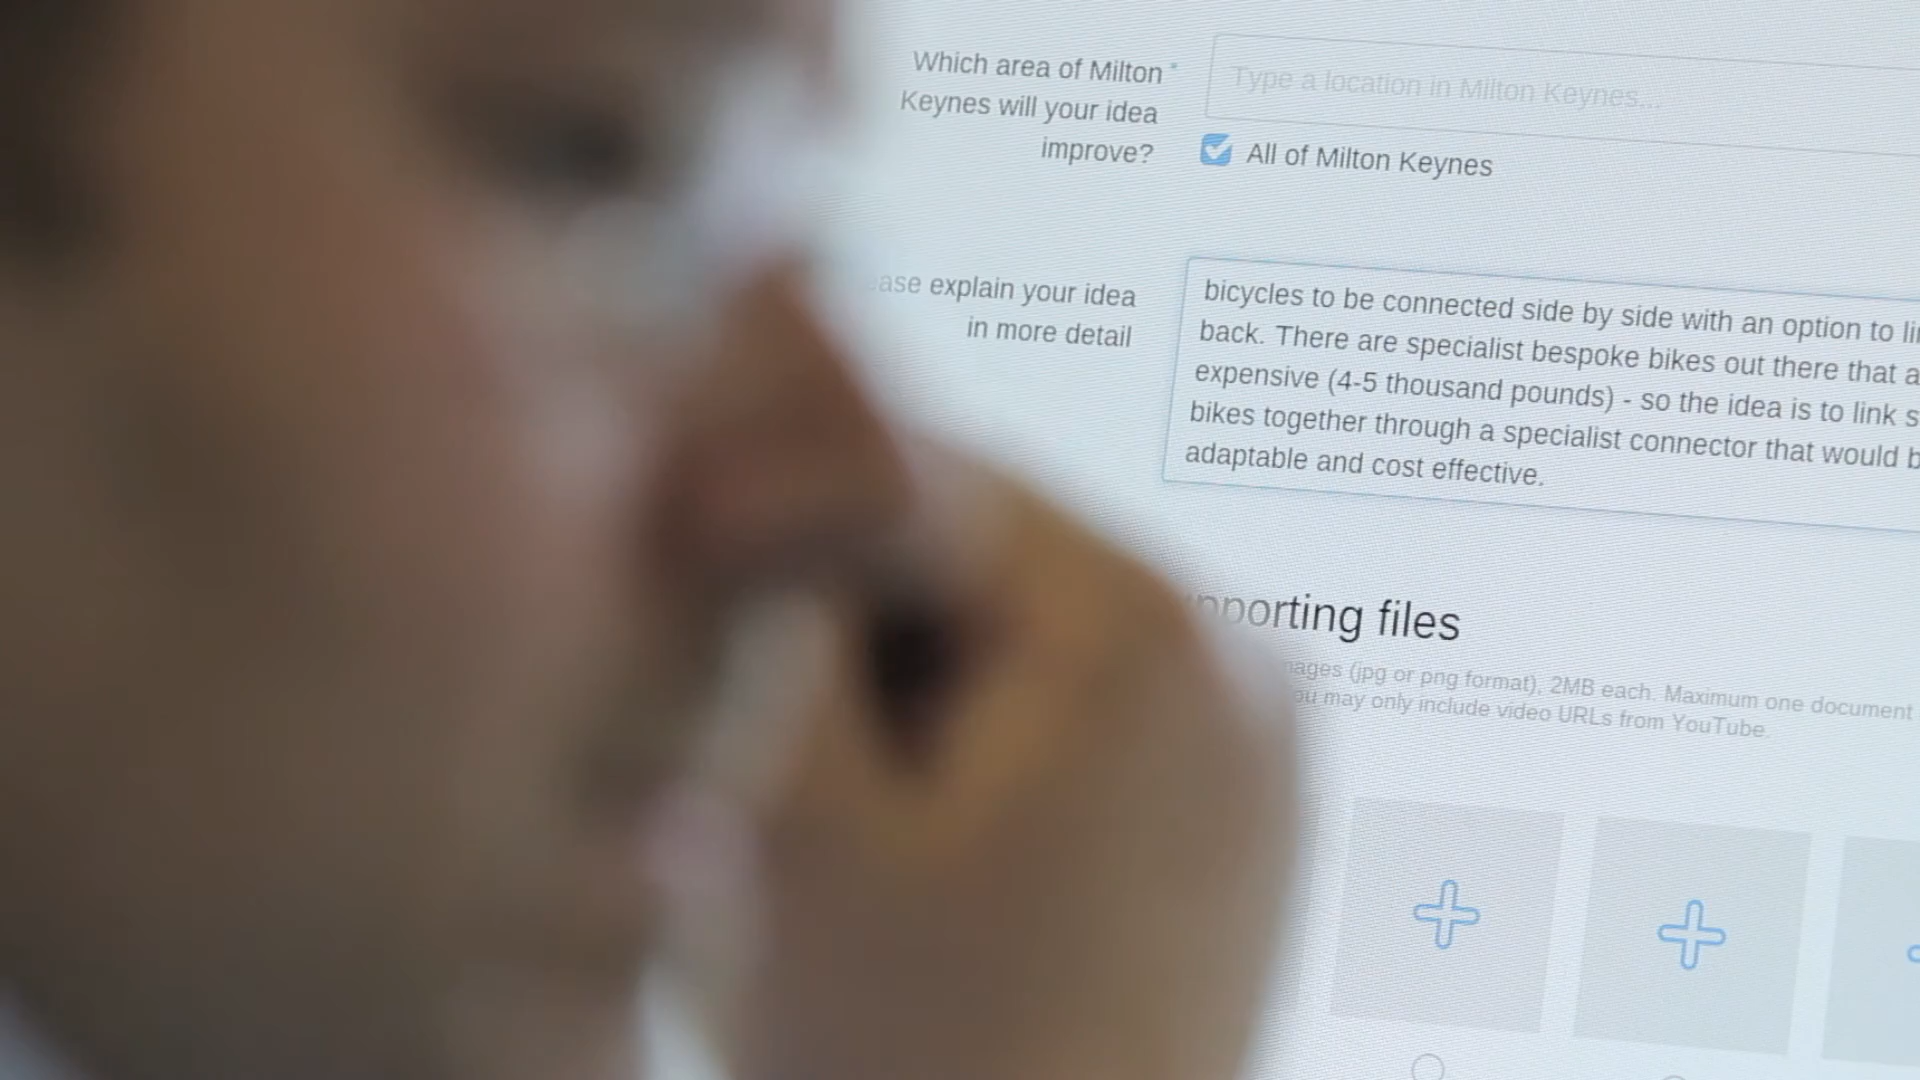 Which area of Milton *
Keynes will your idea
improve?
Type a location in Milton Keynes...
All of Milton Keynes
explain your idea
in more detail
bicycles to be connected side by side with an option to
back. There are specialist bespoke bikes out there that
expensive (4-5 thousand pounds) - so the idea is to link
bikes together through a specialist connector that would
adaptable and cost effective.
files
(jpg or png format), 2MB each. Maximum one document
may only include video URLs from YouTube.